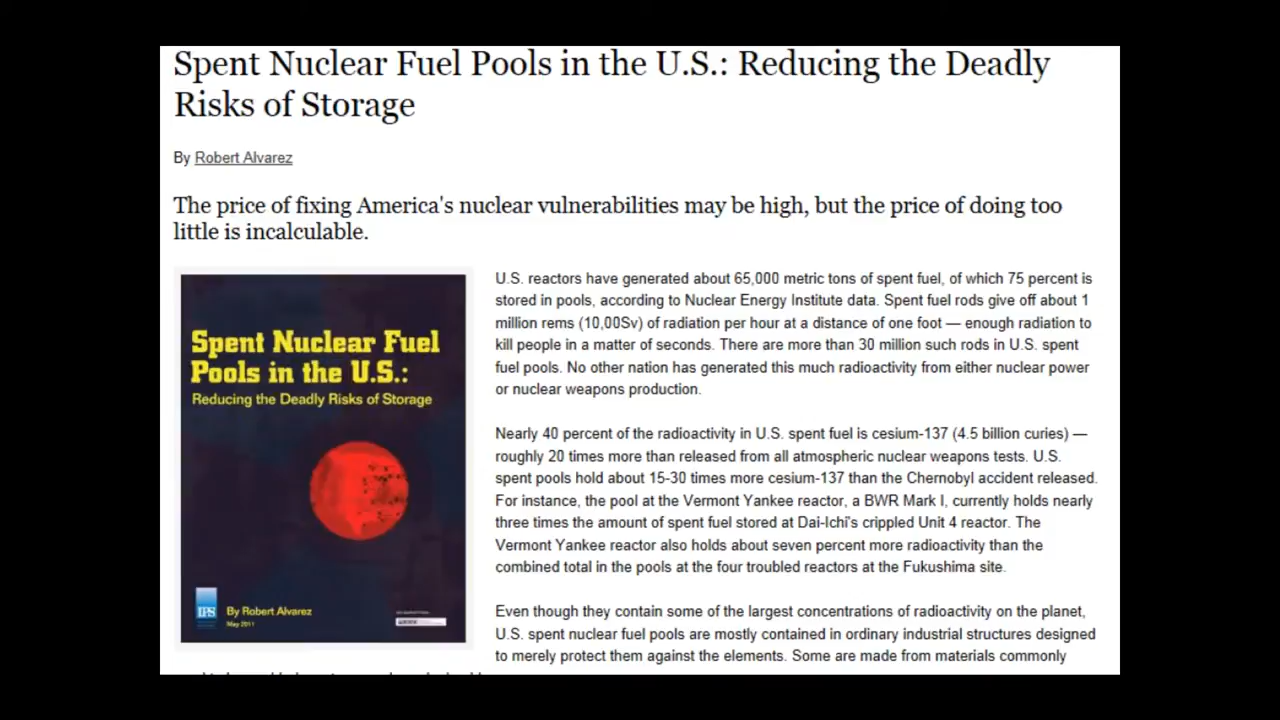 Spent Nuclear Fuel Pools in the U.S.: Reducing the Deadly
Risks of Storage
By Robert Alvarez
The price of fixing America's nuclear vulnerabilities may be high, but the price of doing too
little is incalculable.
Spent Nuclear Fuel
Pools in the U.S.:
Reducing the Deadly Risks of Storage
IPS
By Robert Alvarez
May 2011
U.S. reactors have generated about 65,000 metric tons of spent fuel, of which 75 percent is
stored in pools, according to Nuclear Energy Institute data. Spent fuel rods give off about 1
million rems (10,00Sv) of radiation per hour at a distance of one foot — enough radiation to
kill people in a matter of seconds. There are more than 30 million such rods in U.S. spent
fuel pools. No other nation has generated this much radioactivity from either nuclear power
or nuclear weapons production.
Nearly 40 percent of the radioactivity in U.S. spent fuel is cesium-137 (4.5 billion curies) —
roughly 20 times more than released from all atmospheric nuclear weapons tests. U.S.
spent pools hold about 15-30 times more cesium-137 than the Chernobyl accident released.
For instance, the pool at the Vermont Yankee reactor, a BWR Mark I, currently holds nearly
three times the amount of spent fuel stored at Dai-Ichi's crippled Unit 4 reactor. The
Vermont Yankee reactor also holds about seven percent more radioactivity than the
combined total in the pools at the four troubled reactors at the Fukushima site.
Even though they contain some of the largest concentrations of radioactivity on the planet,
U.S. spent nuclear fuel pools are mostly contained in ordinary industrial structures designed
to merely protect them against the elements. Some are made from materials commonly